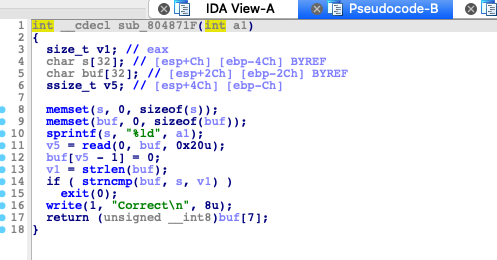 IDA View-A Pseudocode-B
1 int __cdecl sub_804871F(int a1)
2 {
3 size_t v1; // eax
4 char s[32]; // [esp+Ch] [ebp-4Ch] BYREF
5 char buf[32]; // [esp+2Ch] [ebp-2Ch] BYREF
6 ssize_t v5; // [esp+4Ch] [ebp-Ch]
7
8 memset(s, 0, sizeof(s));
9 memset(buf, 0, sizeof(buf));
10 sprintf(s, "%ld", a1);
11 v5 = read(0, buf, 0x20u);
12 buf[v5 - 1] = 0;
13 v1 = strlen(buf);
14 if ( strncmp(buf, s, v1) )
15 exit(0);
16 write(1, "Correct\n", 8u);
17 return (unsigned __int8)buf[7];
18 }